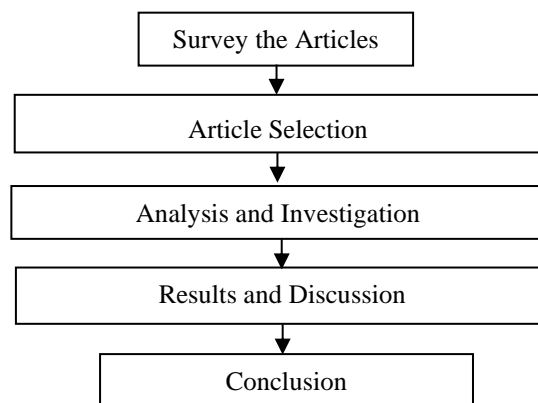 Survey the Articles
Article Selection
Analysis and Investigation
Results and Discussion
Conclusion